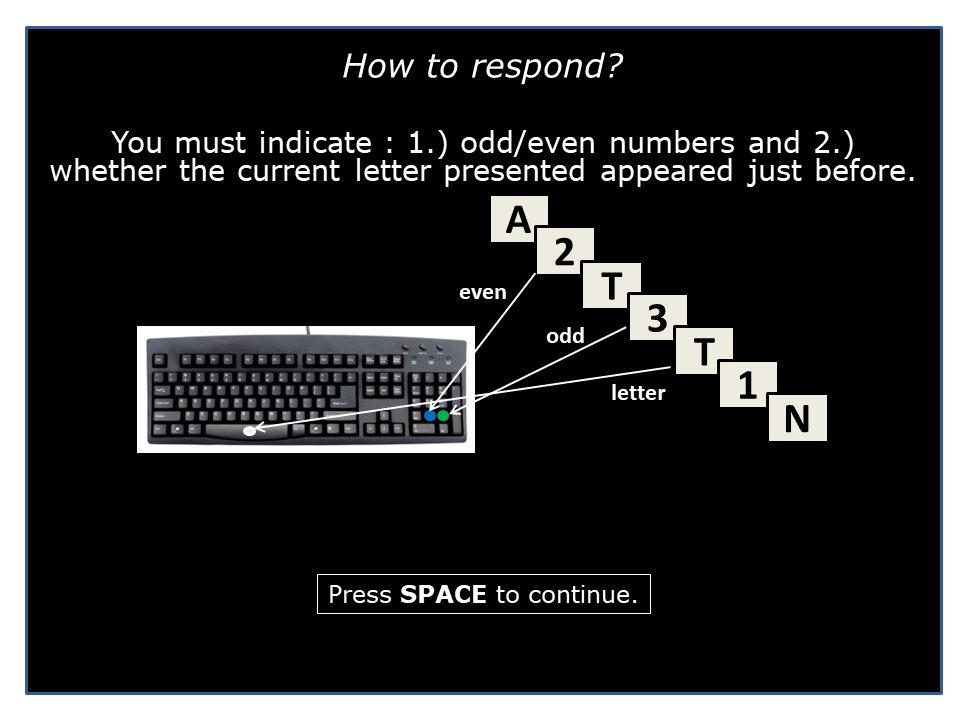 How to respond?
You must indicate : 1.) odd/even numbers and 2.)
whether the current letter presented appeared just before.
A
2
T
even
3
odd
T
1
letter
N
Press SPACE to continue.